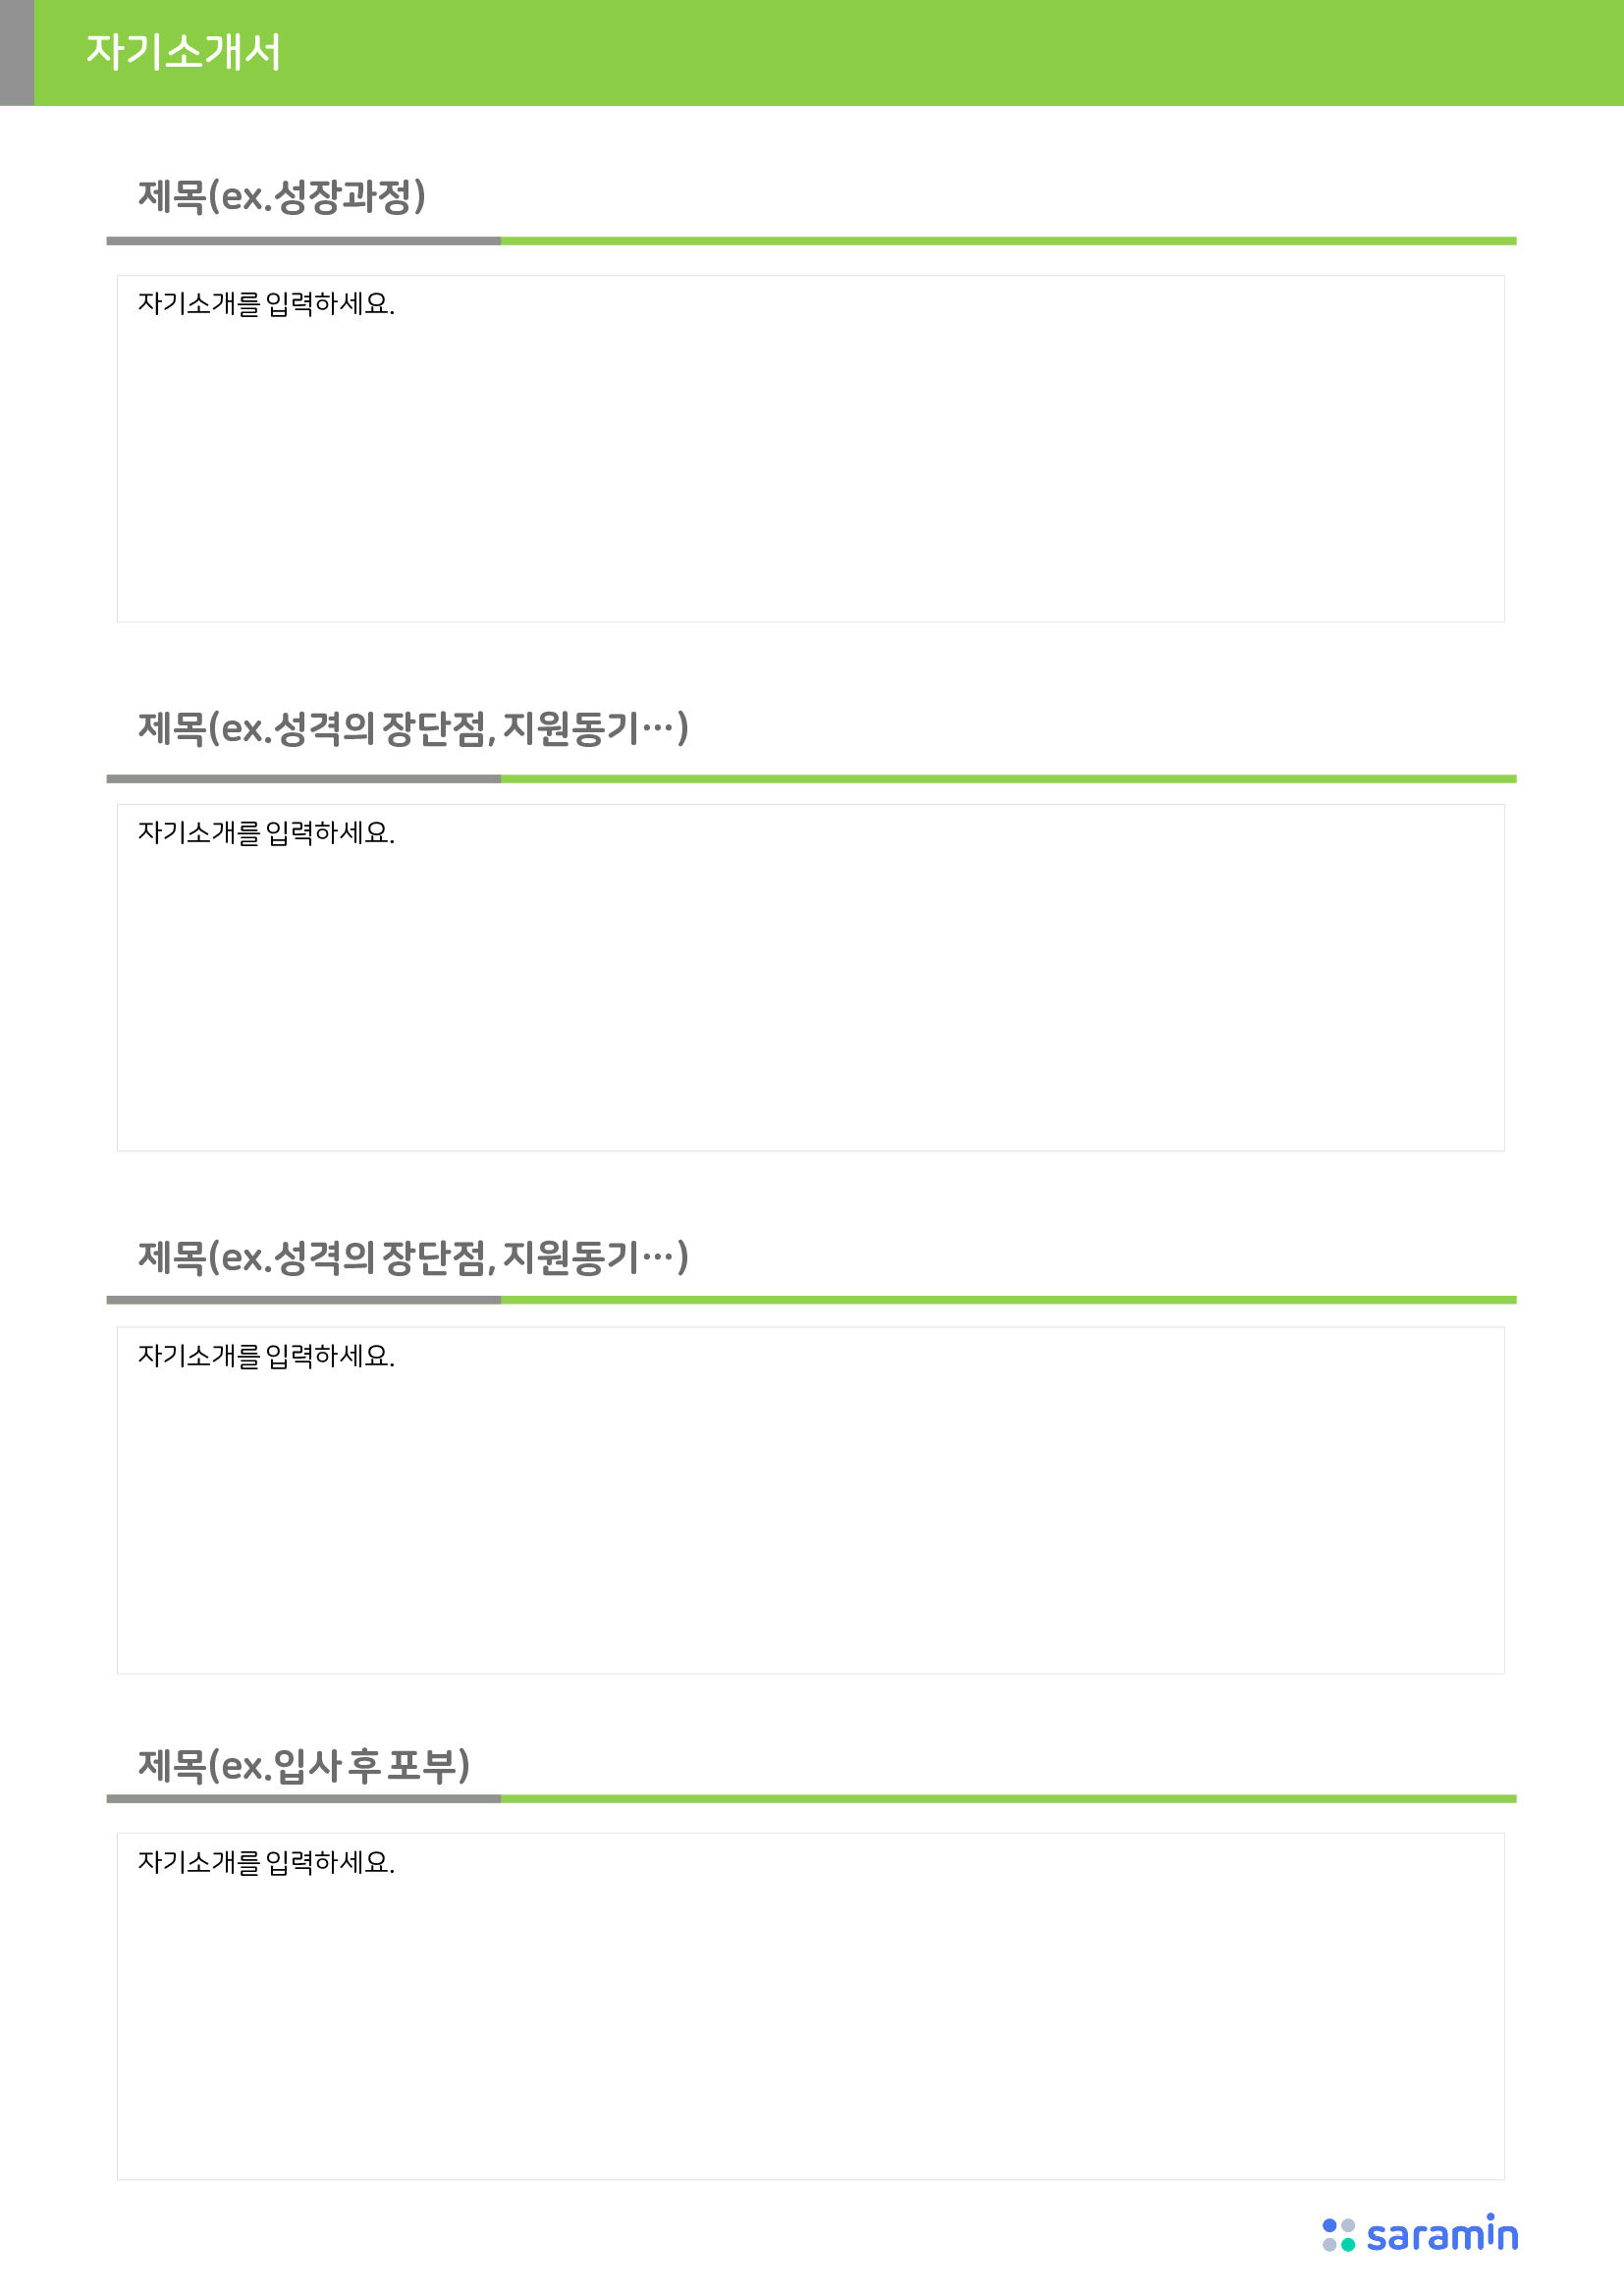 자기소개서
제목(ex.성장과정)
자기소개를 입력하세요.
제목(ex.성격의 장단점, 지원동기…)
자기소개를 입력하세요.
제목(ex.성격의 장단점, 지원동기…)
자기소개를 입력하세요.
제목(ex.입사 후 포부)
자기소개를 입력하세요.
saramin